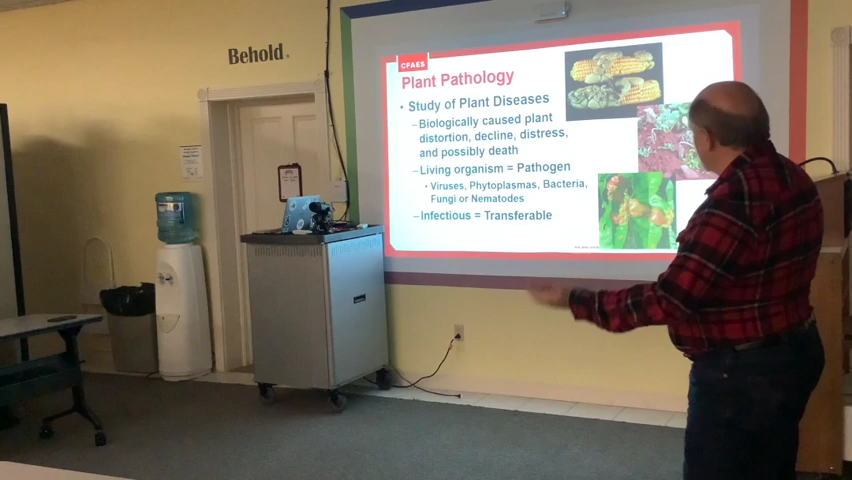 Behold.
CFAES
Plant Pathology
• Study of Plant Diseases
–Biologically caused plant
distortion, decline, distress,
and possibly death
–Living organism = Pathogen
• Viruses, Phytoplasmas, Bacteria,
Fungi or Nematodes
–Infectious = Transferable